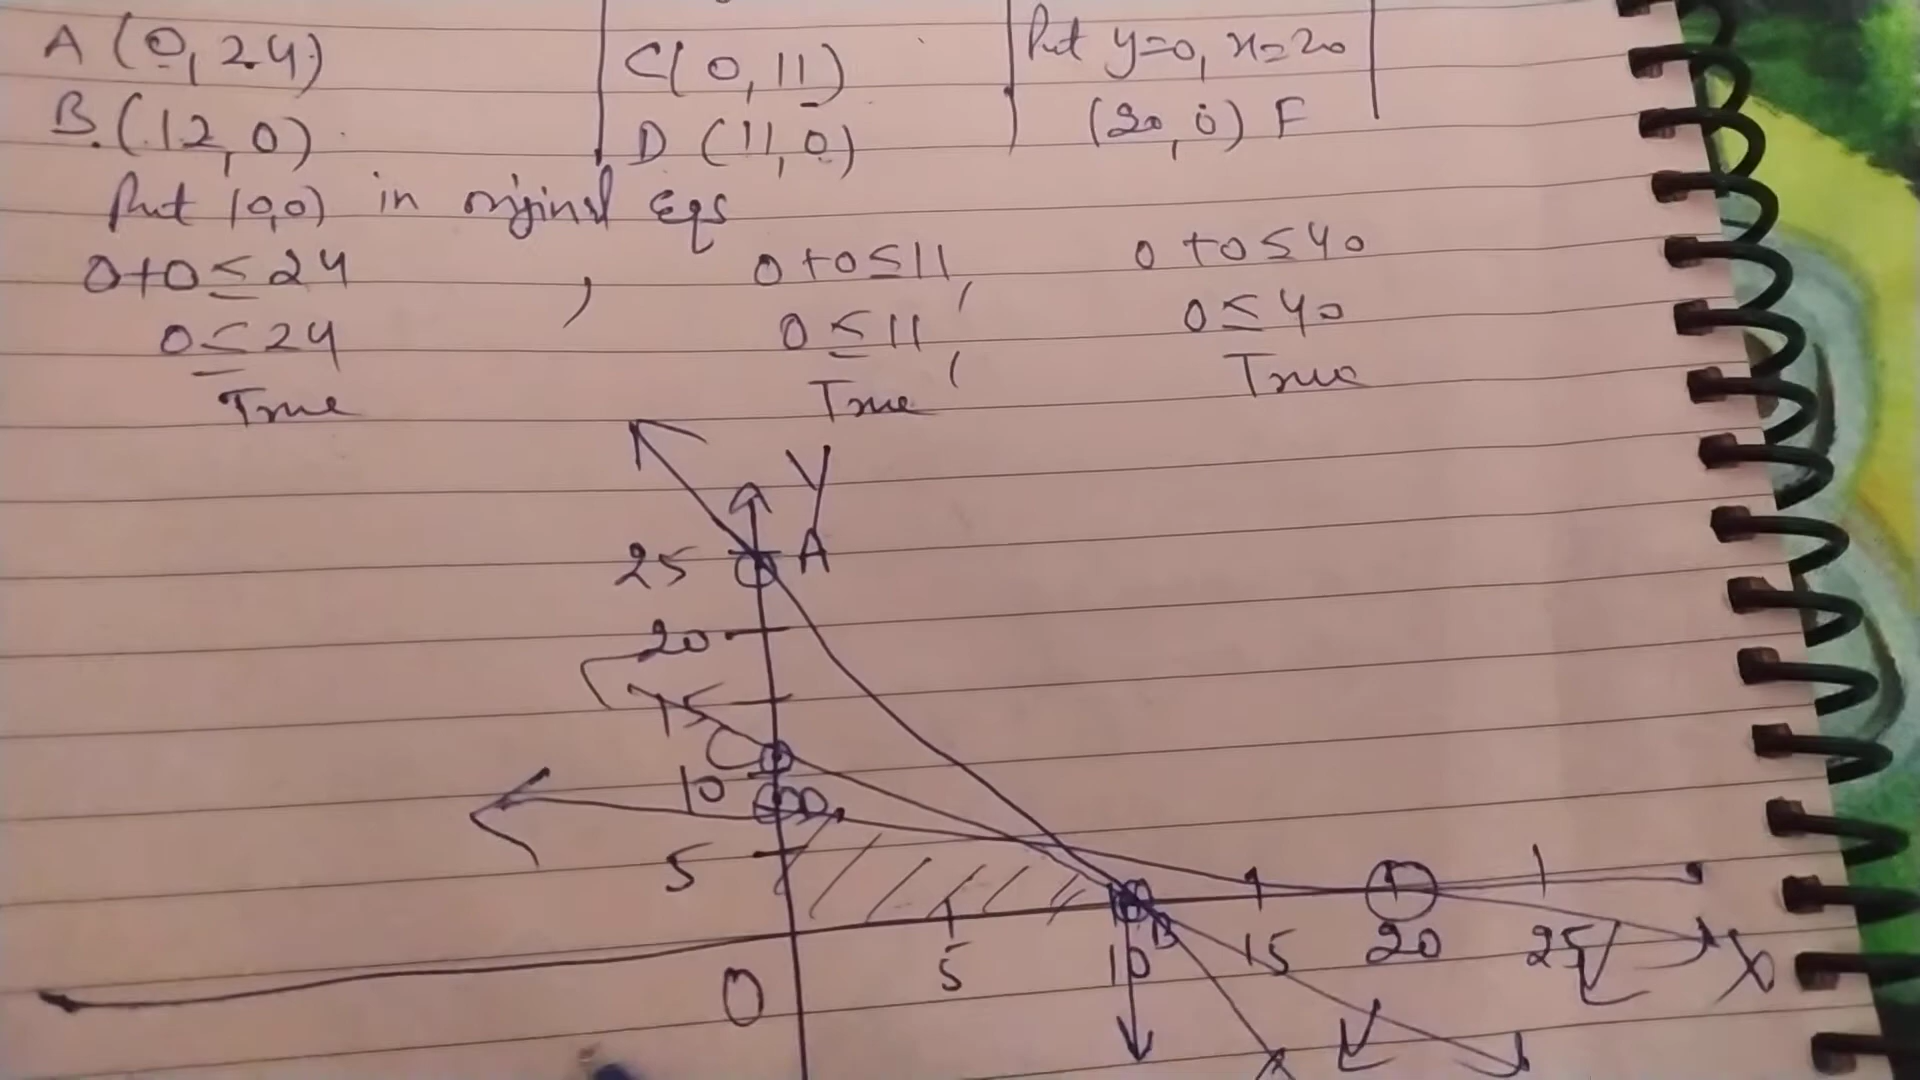 A (0, 24)
B. (12, 0)
C( 0, 11)
D (11, 0)
Put y=0, x=20
(20, 0) F
Put (0,0) in original Eqs
0+0 ≤ 24 , 0+0≤11, 0+0≤40
0≤24 0≤11, 0≤40
True True True
Y
25 A
20
15
C
10
5
B
O 5 10 15 20 25 X